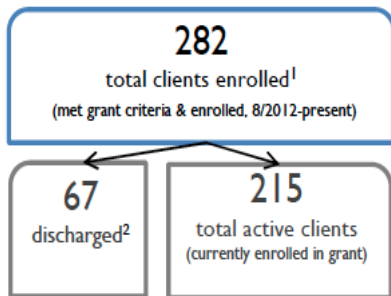 282
total clients enrolled¹
(met grant criteria & enrolled, 8/2012-present)
67
discharged²
215
total active clients
(currently enrolled in grant)